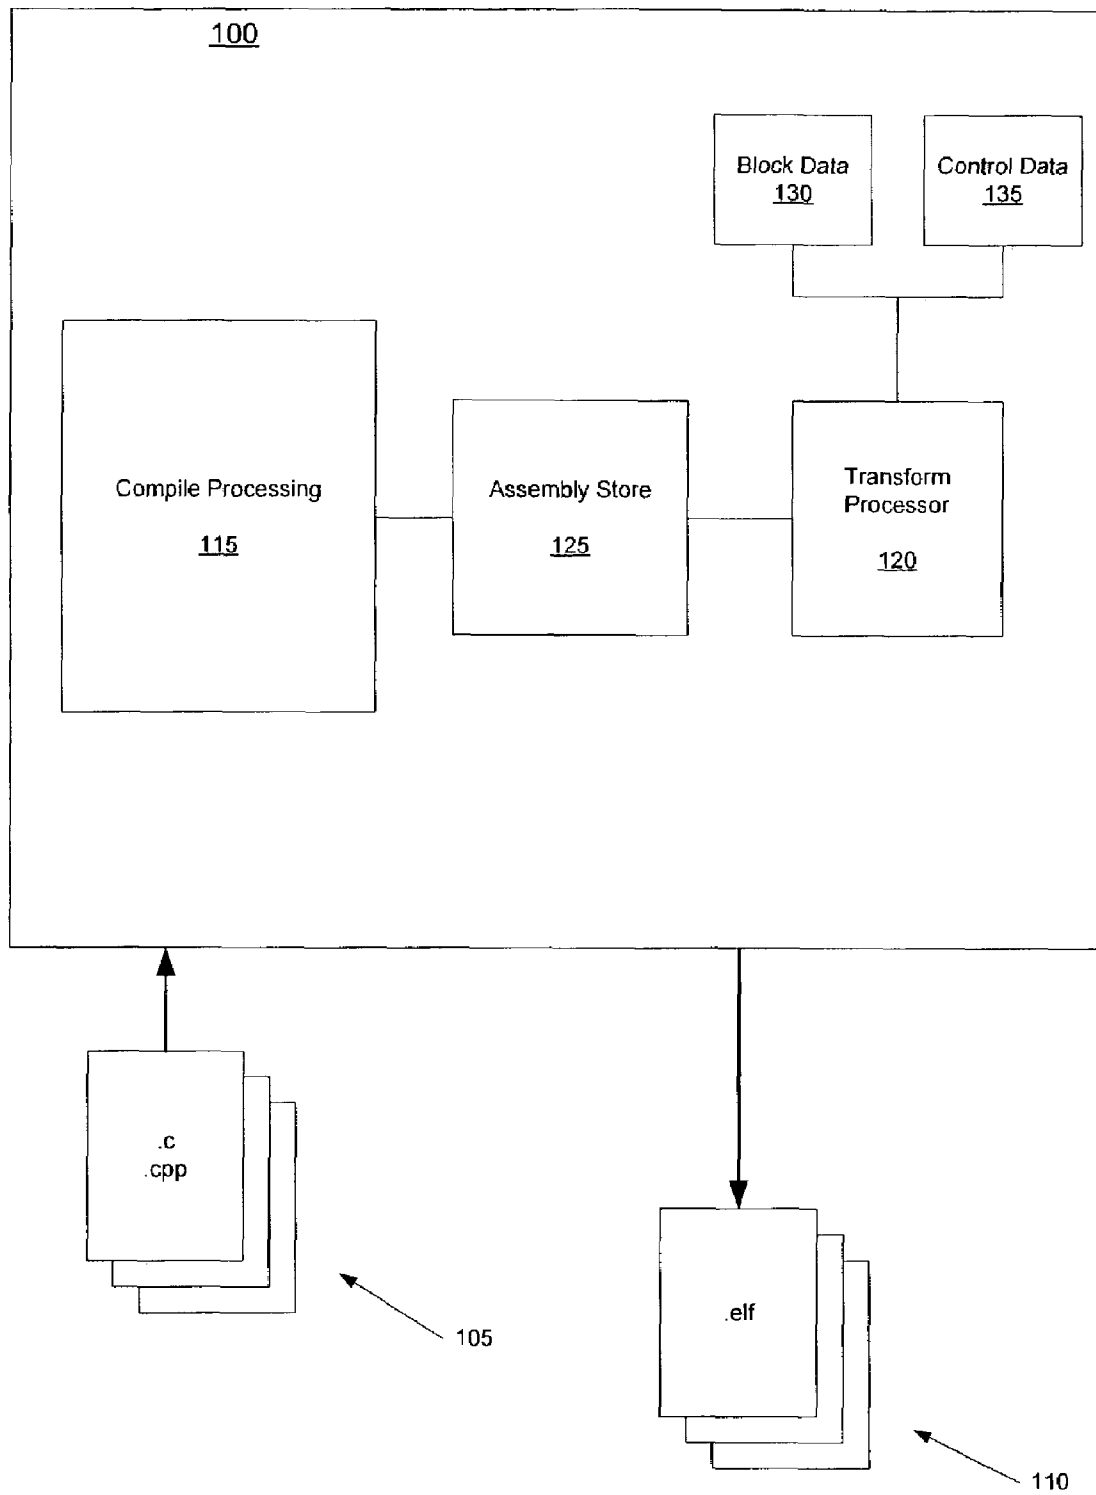 100
Block Data
130
Control Data
135
Compile Processing
115
Assembly Store
125
Transform
Processor
120
.c
.cpp
105
.elf
110